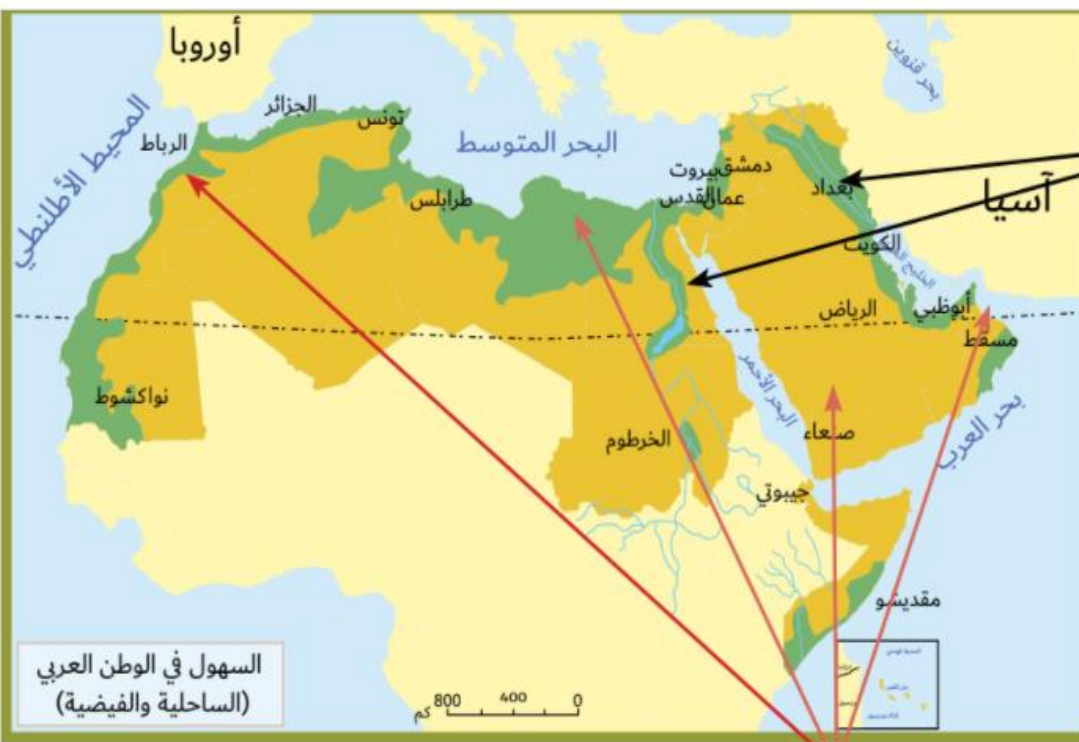 أوروبا
بحر قزوين
المحيط الأطلنطي
الجزائر
تونس
الرباط
البحر المتوسط
طرابلس
بيروت
دمشق
القدس
عمان
بغداد
آسيا
الكويت
الخليج
الرياض
أبوظبي
مسقط
البحر الأحمر
بحر العرب
نواكشوط
الخرطوم
صنعاء
جيبوتي
مقديشو
السهول في الوطن العربي
(الساحلية والفيضية)
800 400 0
كم